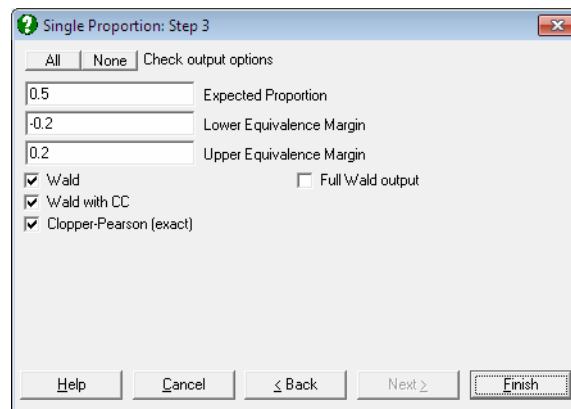 Single Proportion: Step 3
All None Check output options
0.5 Expected Proportion
-0.2 Lower Equivalence Margin
0.2 Upper Equivalence Margin
Wald Full Wald output
Wald with CC
Clopper-Pearson (exact)
Help Cancel < Back Next > Finish